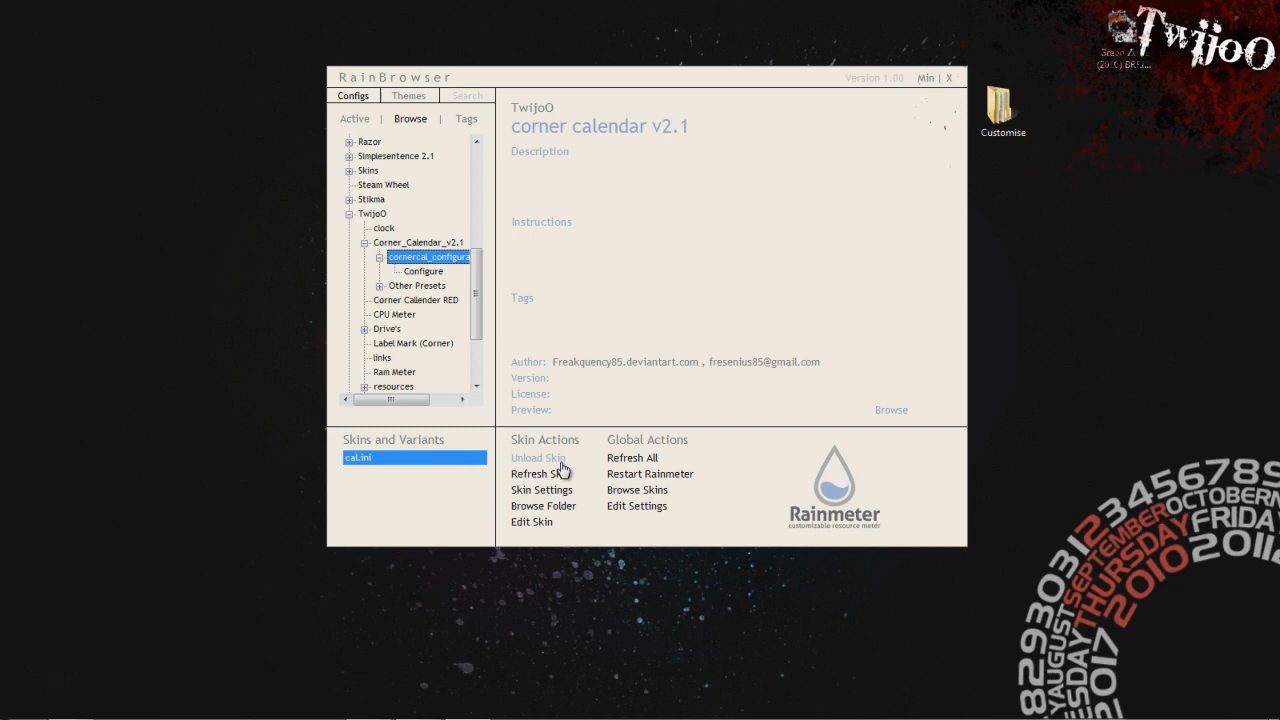 TwijoO
Customise
RainBrowser
Version 1.00
Min | X
Configs
Themes
Search
Active | Browse | Tags
Razor
Simplesentence 2.1
Skins
Steam Wheel
Stikma
TwijoO
clock
Corner_Calendar_v2.1
cornercal_configura
Configure
Other Presets
Corner Callender RED
CPU Meter
Drive's
Label Mark (Corner)
links
Ram Meter
resources
TwijoO
corner calendar v2.1
Description
Instructions
Tags
Author: Freakquency85.deviantart.com , fresenius85@gmail.com
Version:
License:
Preview:
Browse
Skins and Variants
cal.ini
Skin Actions
Unload Skin
Refresh
Skin Settings
Browse Folder
Edit Skin
Global Actions
Refresh All
Restart Rainmeter
Browse Skins
Edit Settings
Rainmeter
customizable resource meter
82930311 2 3456789
AUGUST SEPTEMBER OCTOBER
THURSDAY FRIDAY
2017 2010 2011